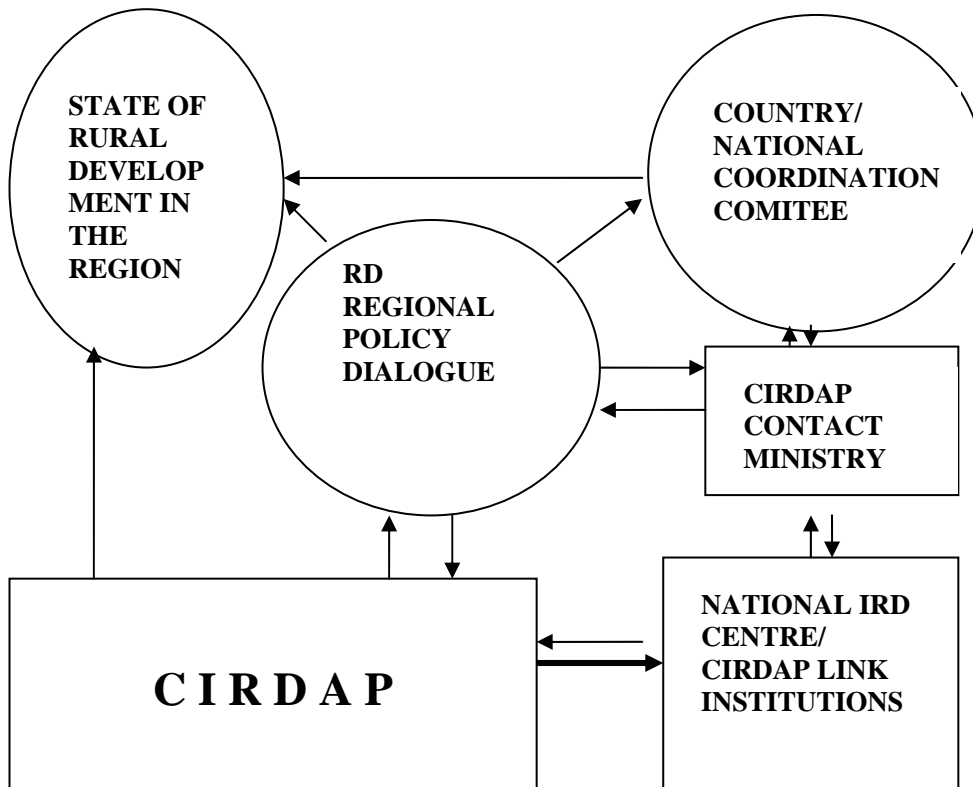 STATE OF
RURAL
DEVELOP
MENT IN
THE
REGION
COUNTRY/
NATIONAL
COORDINATION
COMITEE
RD
REGIONAL
POLICY
DIALOGUE
CIRDAP
CONTACT
MINISTRY
C I R D A P
NATIONAL IRD
CENTRE/
CIRDAP LINK
INSTITUTIONS